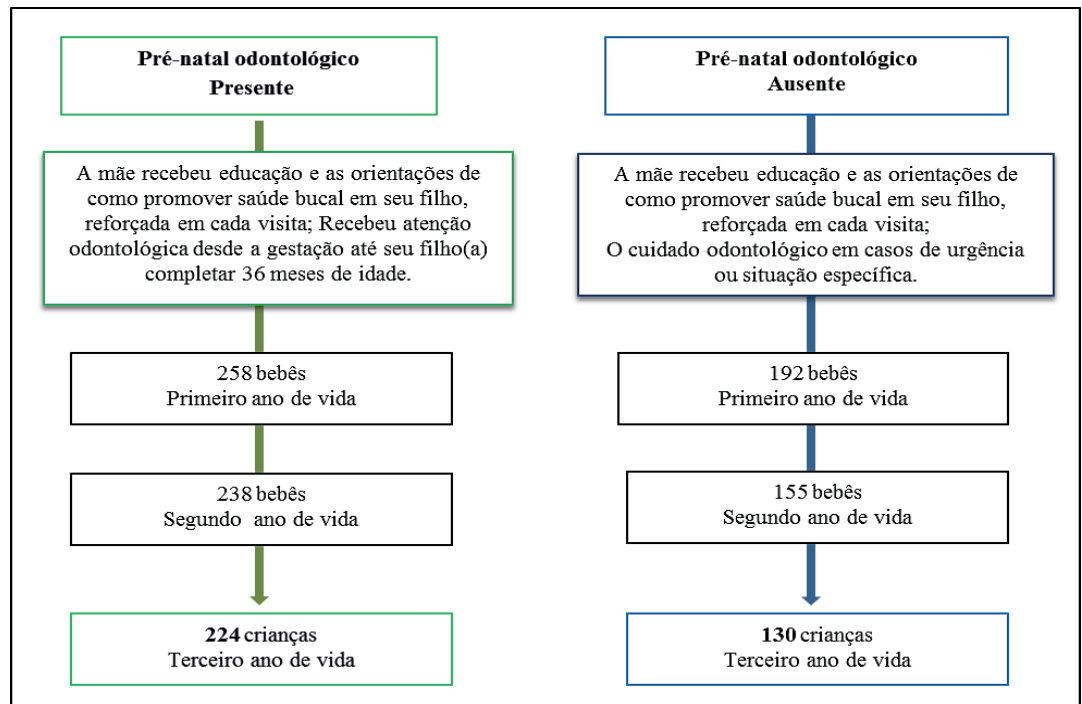 Pré-natal odontológico
Presente
A mãe recebeu educação e as orientações de
como promover saúde bucal em seu filho,
reforçada em cada visita; Recebeu atenção
odontológica desde a gestação até seu filho(a)
completar 36 meses de idade.
258 bebês
Primeiro ano de vida
238 bebês
Segundo ano de vida
224 crianças
Terceiro ano de vida
Pré-natal odontológico
Ausente
A mãe recebeu educação e as orientações de
como promover saúde bucal em seu filho,
reforçada em cada visita;
O cuidado odontológico em casos de urgência
ou situação específica.
192 bebês
Primeiro ano de vida
155 bebês
Segundo ano de vida
130 crianças
Terceiro ano de vida